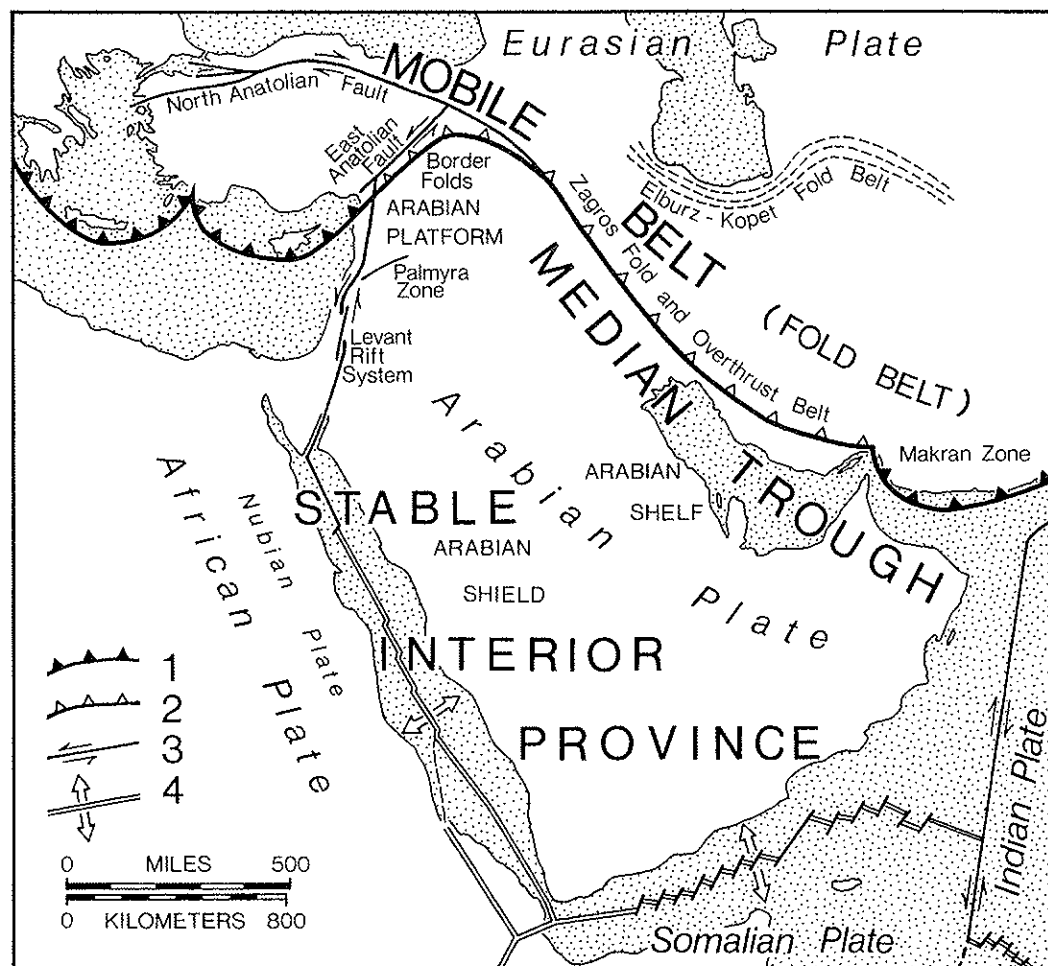 Eurasian Plate
MOBILE
BELT
(FOLD BELT)
North Anatolian Fault
East
Anatolian
Fault
Border
Folds
Elburz - Kopet Fold Belt
Zagros Fold and Overthrust Belt
ARABIAN
PLATFORM
Palmyra
Zone
Levant
Rift
System
MEDIAN
TROUGH
Makran Zone
Arabian
Plate
ARABIAN
SHELF
African
Plate
Nubian
Plate
STABLE
ARABIAN
SHIELD
INTERIOR
PROVINCE
Indian Plate
Somalian Plate
1
2
3
4
0 MILES 500
0 KILOMETERS 800